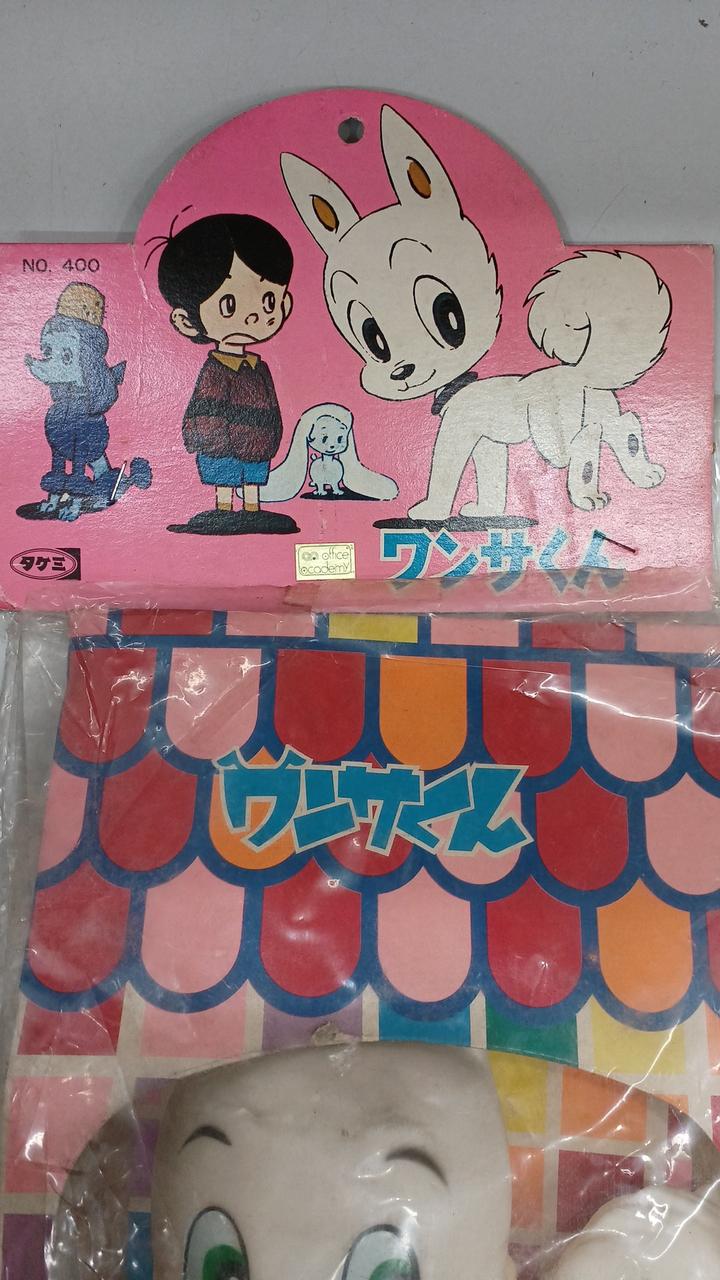 NO. 400
タケミ
office
academy
ワンサくん
ワンサくん